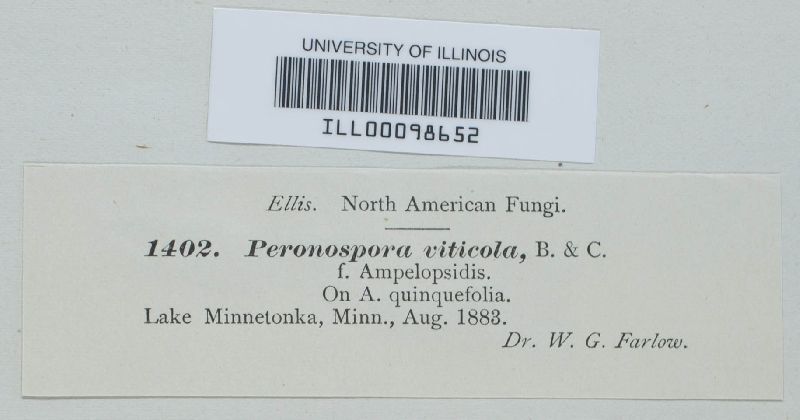 UNIVERSITY OF ILLINOIS
ILL00098652
Ellis. North American Fungi.
1402. Peronospora viticola, B. & C.
f. Ampelopsidis.
On A. quinquefolia.
Lake Minnetonka, Minn., Aug. 1883.
Dr. W. G. Farlow.